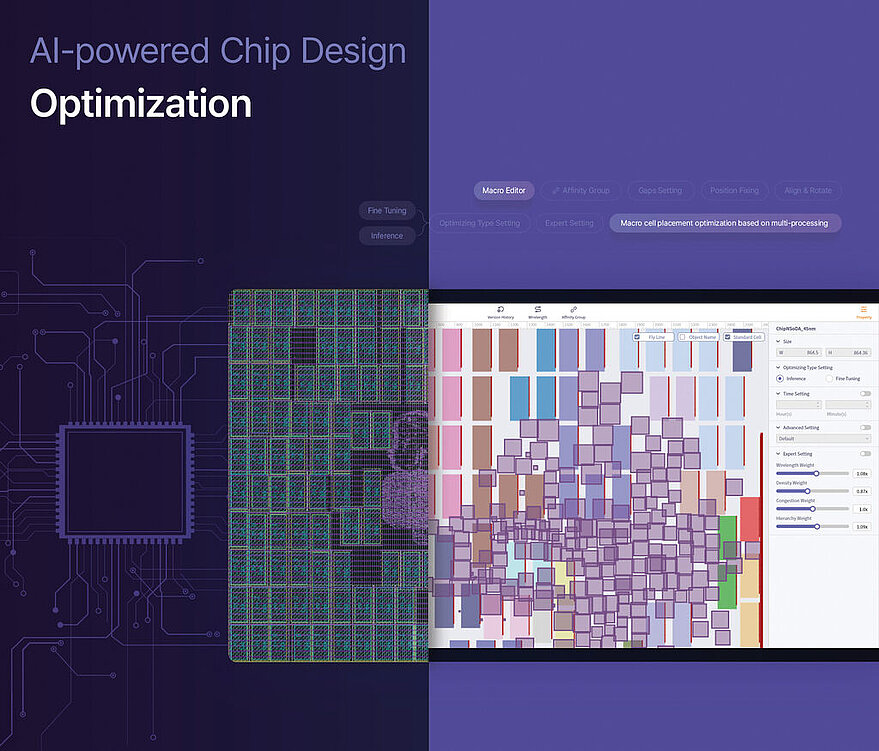 AI-powered Chip Design
Optimization
Macro Editor
Affinity Group
Gaps Setting
Position Fixing
Align & Rotate
Fine Tuning
Inference
Optimizing Type Setting
Expert Setting
Macro cell placement optimization based on multi-processing
Version History
Wirelength
Affinity Group
Property
Fly Line
Object Name
Standard Cell
ChipNSoDA_45nm
Size
W 864.5 H 864.36
Optimizing Type Setting
Inference Fine Tuning
Time Setting
Hour(s) Minute(s)
Advanced Setting
Default
Expert Setting
Wirelength Weight
1.08x
Density Weight
0.87x
Congestion Weight
1.0x
Hierarchy Weight
1.09x